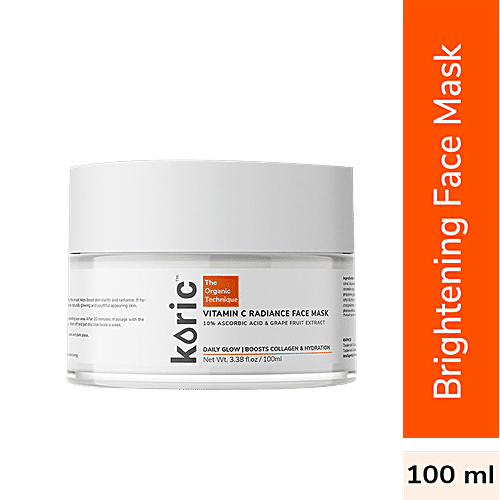 koric™
The
Organic
Technique
VITAMIN C RADIANCE FACE MASK
10% ASCORBIC ACID & GRAPE FRUIT EXTRACT
DAILY GLOW | BOOSTS COLLAGEN & HYDRATION
Net Wt. 3.38 fl.oz / 100ml
Brightening Face Mask
100 ml